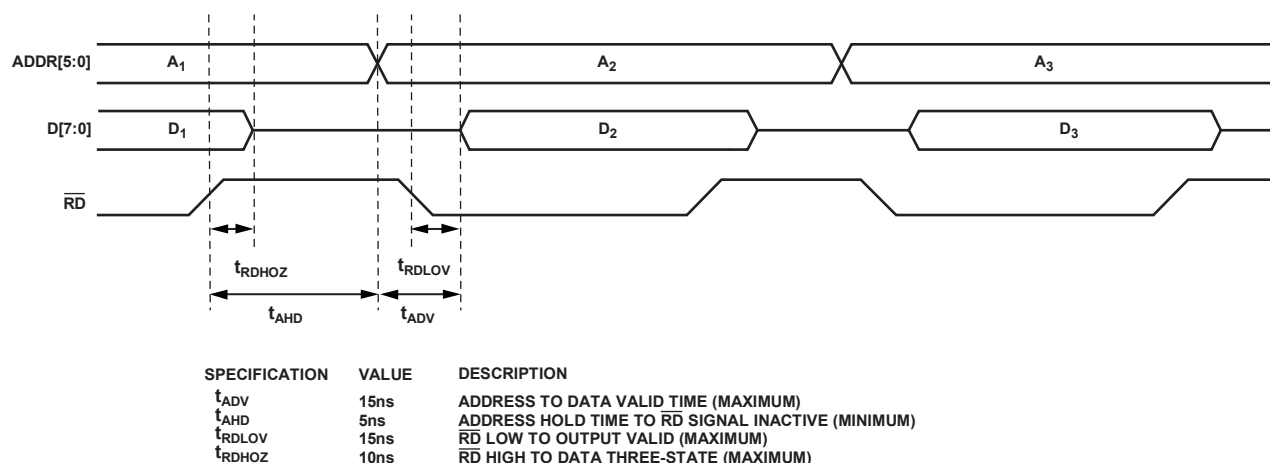 ADDR[5:0] A1 A2 A3
D[7:0] D1 D2 D3
RD
tRDHOZ tRDLOV
tAHD tADV
SPECIFICATION VALUE DESCRIPTION
tADV 15ns ADDRESS TO DATA VALID TIME (MAXIMUM)
tAHD 5ns ADDRESS HOLD TIME TO RD SIGNAL INACTIVE (MINIMUM)
tRDLOV 15ns RD LOW TO OUTPUT VALID (MAXIMUM)
tRDHOZ 10ns RD HIGH TO DATA THREE-STATE (MAXIMUM)